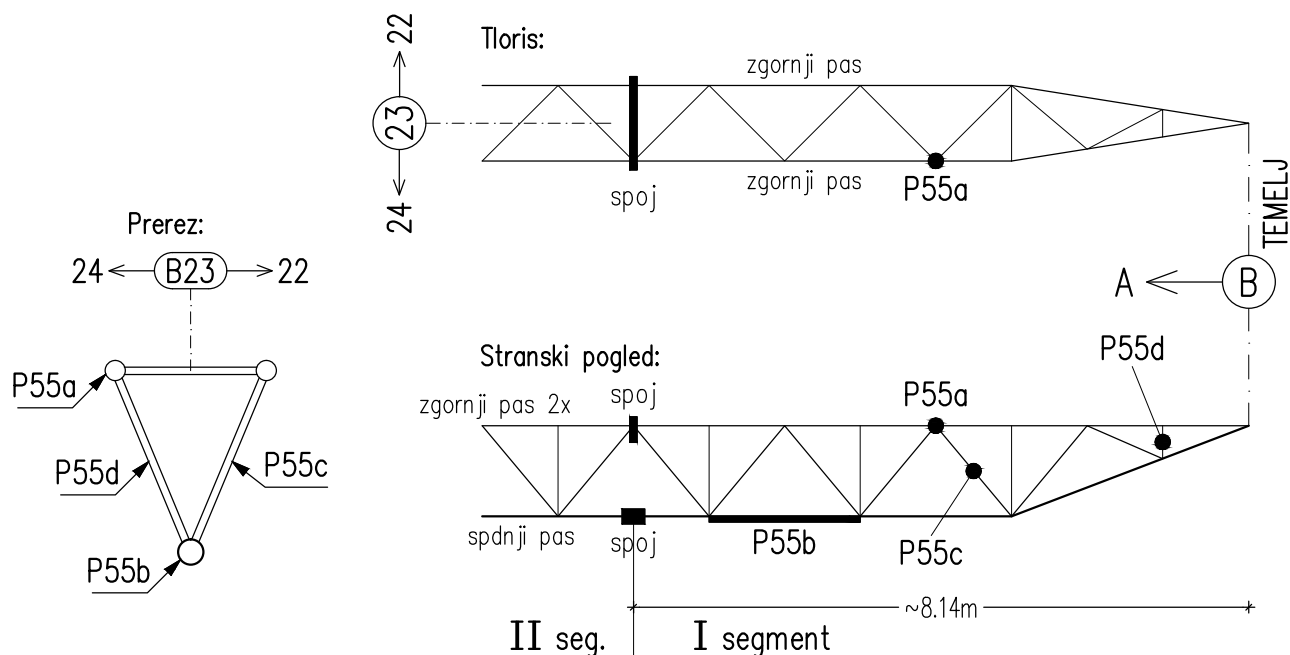 Tloris:
22
23
24
zgornji pas
zgornji pas
spoj
P55a
TEMELJ
Prerez:
24 B23 22
P55a
P55d
P55c
P55b
A B
Stranski pogled:
P55d
spoj
P55a
zgornji pas 2x
spdnji pas
spoj
P55b
P55c
~8.14m
II seg.
I segment